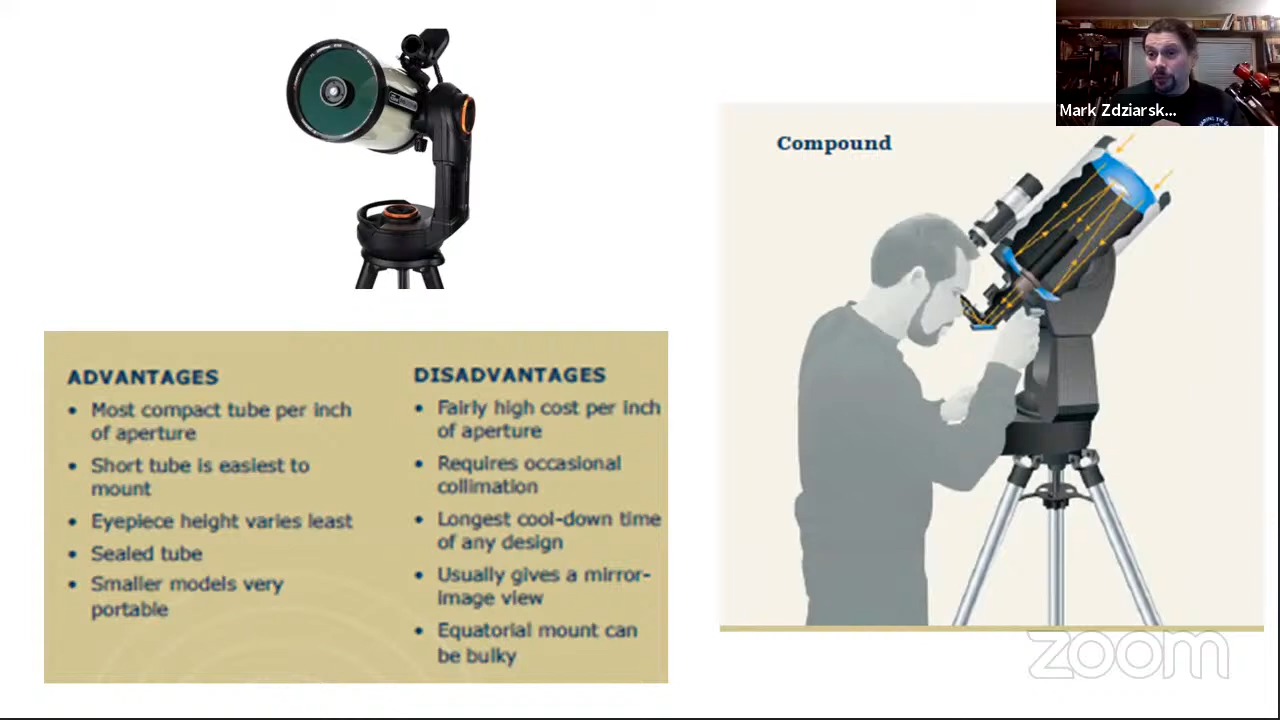 Mark Zdziarsk...
Compound
ADVANTAGES
• Most compact tube per inch
of aperture
• Short tube is easiest to
mount
• Eyepiece height varies least
• Sealed tube
• Smaller models very
portable
DISADVANTAGES
• Fairly high cost per inch
of aperture
• Requires occasional
collimation
• Longest cool-down time
of any design
• Usually gives a mirror-
image view
• Equatorial mount can
be bulky
zoom